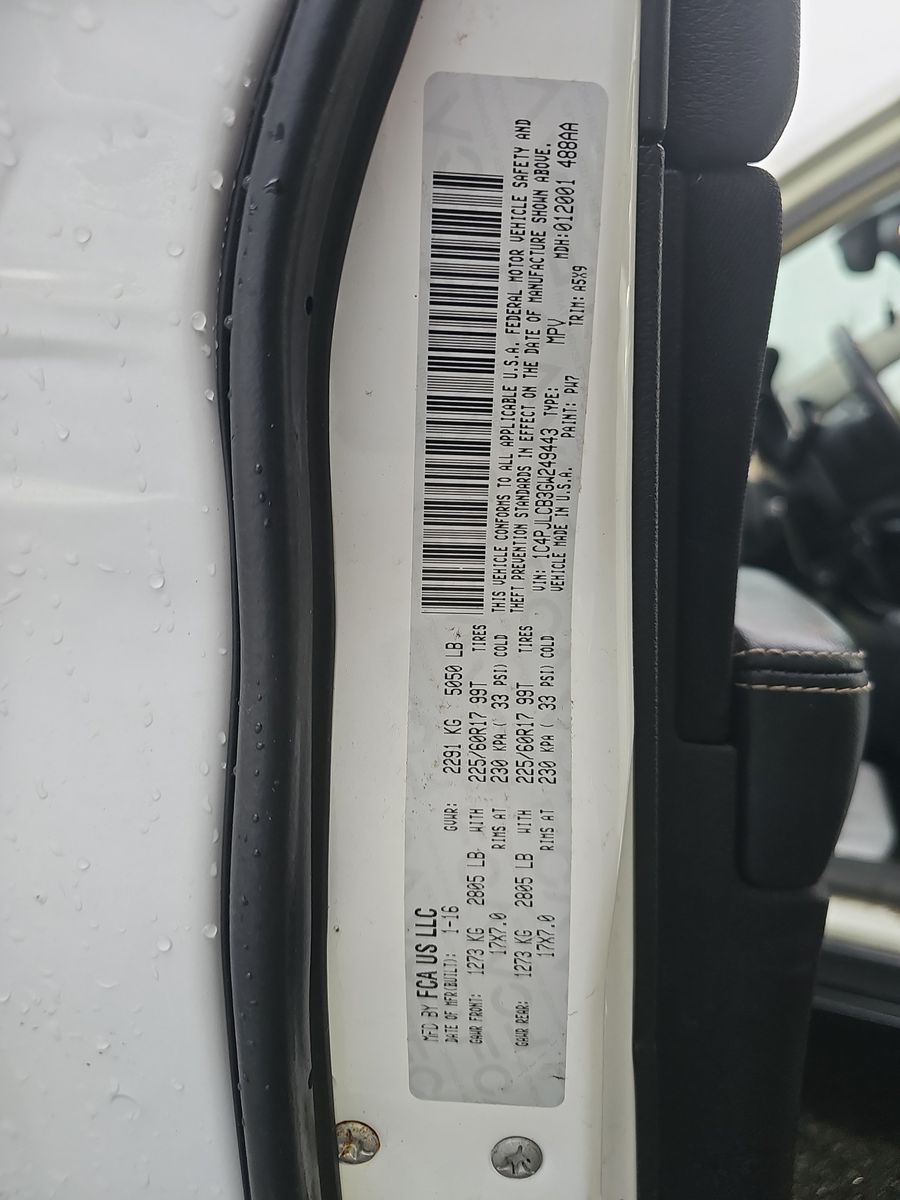 MFD BY FCA US LLC
DATE OF MFR(BUILT): 1-16 GVWR: 2291 KG 5050 LB
GAWR FRONT: 1273 KG 2805 LB WITH 225/60R17 99T TIRES
17X7.0 RIMS AT 230 KPA ( 33 PSI) COLD
GAWR REAR: 1273 KG 2805 LB WITH 225/60R17 99T TIRES
17X7.0 RIMS AT 230 KPA ( 33 PSI) COLD
THIS VEHICLE CONFORMS TO ALL APPLICABLE U.S.A. FEDERAL MOTOR VEHICLE SAFETY AND
THEFT PREVENTION STANDARDS IN EFFECT ON THE DATE OF MANUFACTURE SHOWN ABOVE.
VIN: 1C4PJLCB3GW249443 TYPE: MPV MDH:012001 488AA
VEHICLE MADE IN U.S.A. PAINT: PW7 TRIM: A5X9